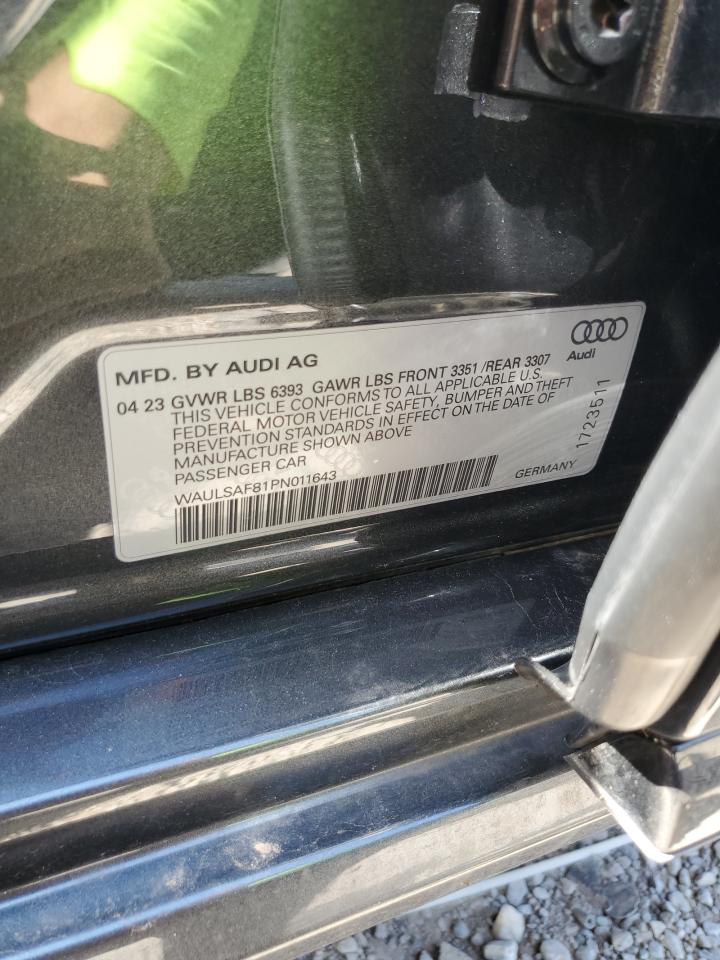 MFD. BY AUDI AG
Audi
04 23 GVWR LBS 6393 GAWR LBS FRONT 3351 /REAR 3307
THIS VEHICLE CONFORMS TO ALL APPLICABLE U.S.
FEDERAL MOTOR VEHICLE SAFETY, BUMPER AND THEFT
PREVENTION STANDARDS IN EFFECT ON THE DATE OF
MANUFACTURE SHOWN ABOVE
PASSENGER CAR
WAULSAF81PN011643
GERMANY
1723511